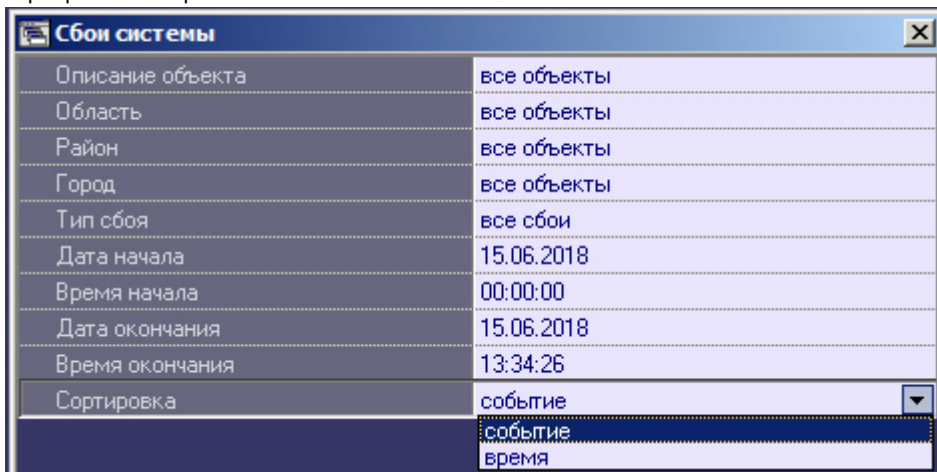 Сбои системы
Описание объекта все объекты
Область все объекты
Район все объекты
Город все объекты
Тип сбоя все сбои
Дата начала 15.06.2018
Время начала 00:00:00
Дата окончания 15.06.2018
Время окончания 13:34:26
Сортировка событие
событие
время